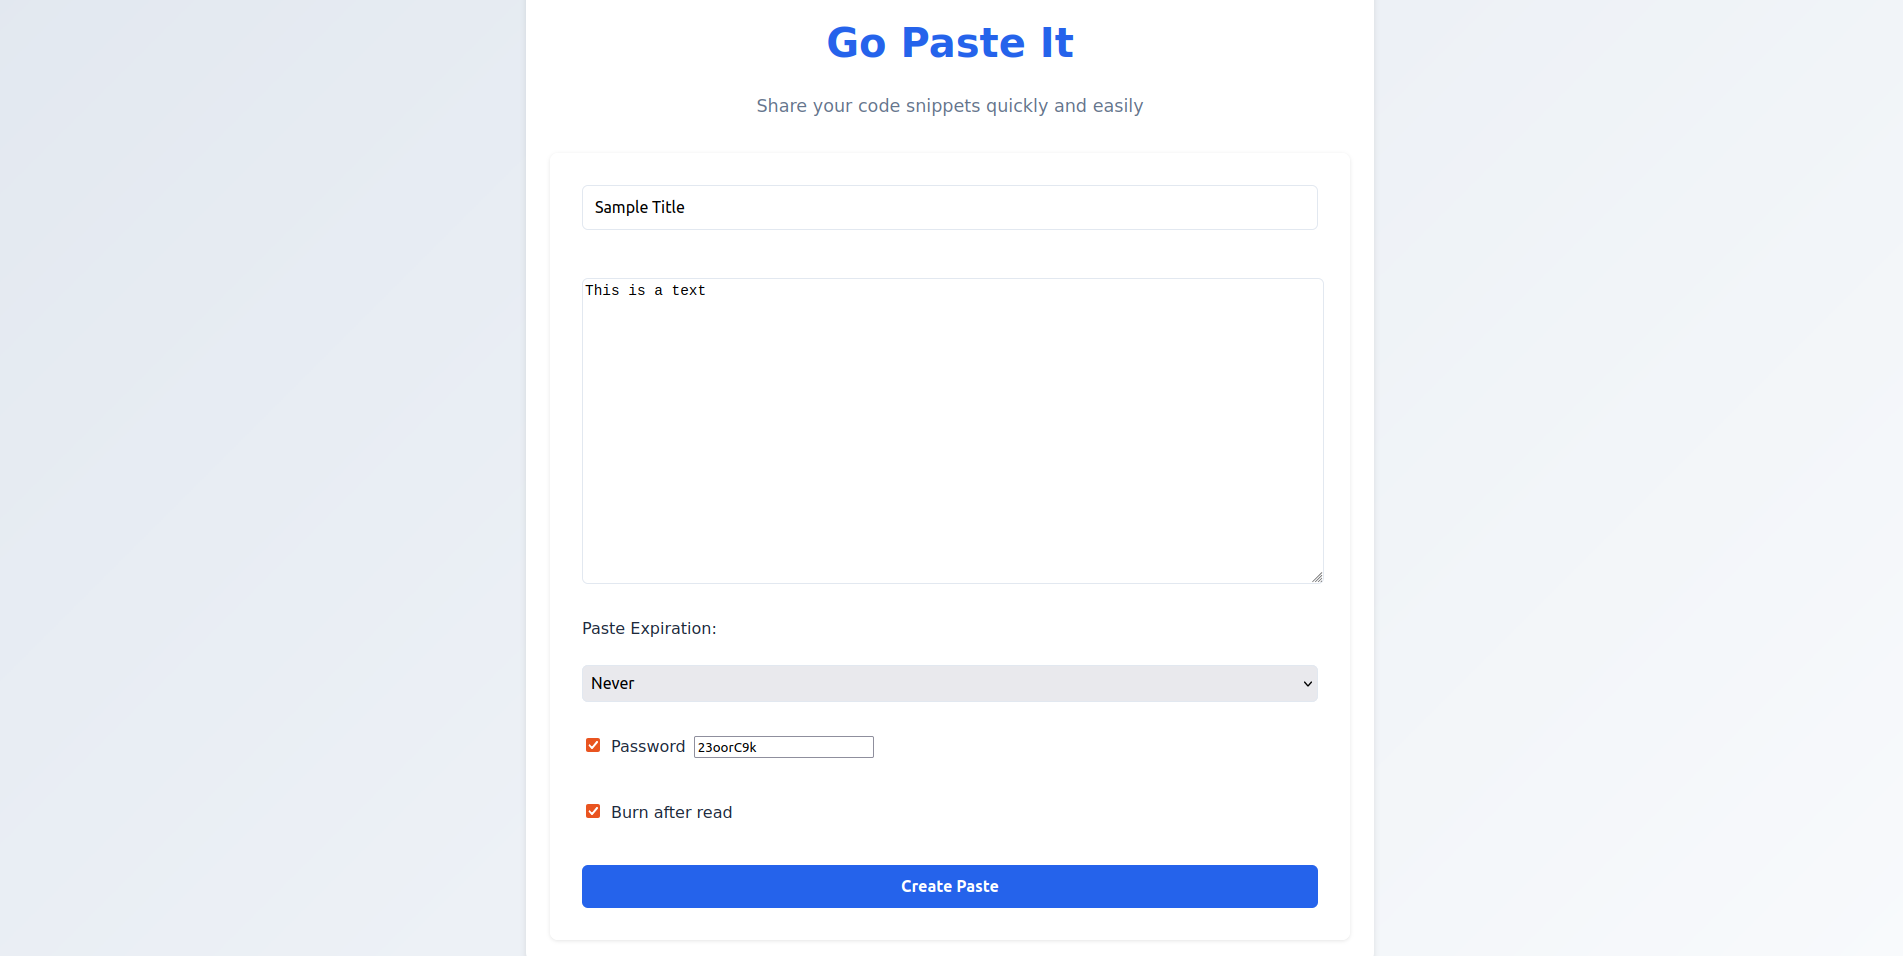 Go Paste It
Share your code snippets quickly and easily
Sample Title
This is a text
Paste Expiration:
Never
Password 23oorC9k
Burn after read
Create Paste